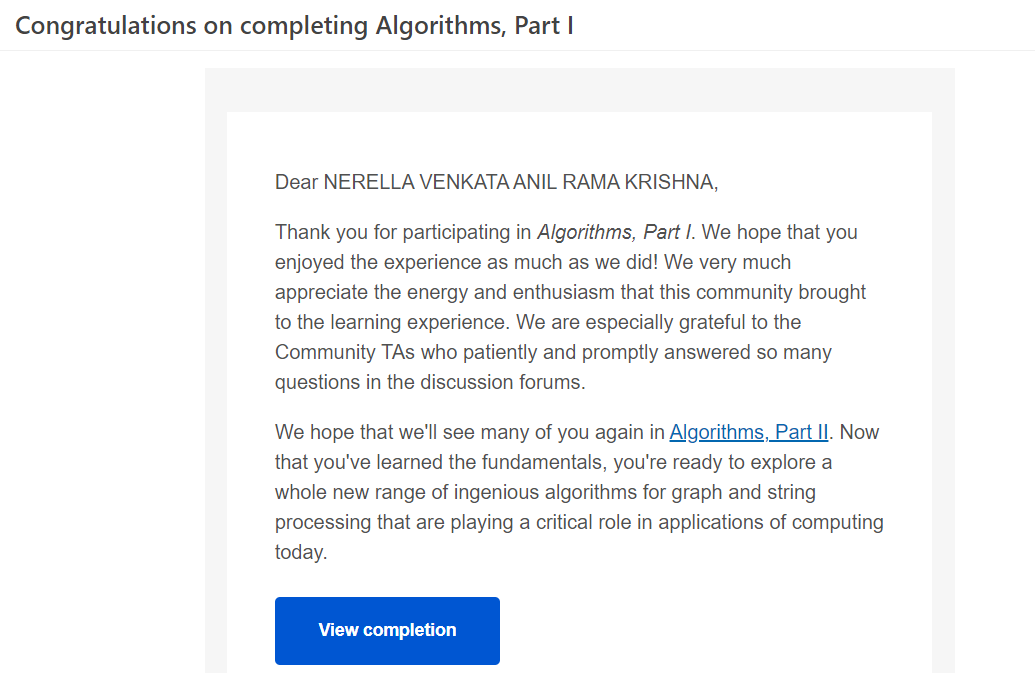 Congratulations on completing Algorithms, Part I
Dear NERELLA VENKATA ANIL RAMA KRISHNA,
Thank you for participating in Algorithms, Part I. We hope that you
enjoyed the experience as much as we did! We very much
appreciate the energy and enthusiasm that this community brought
to the learning experience. We are especially grateful to the
Community TAs who patiently and promptly answered so many
questions in the discussion forums.
We hope that we'll see many of you again in Algorithms, Part II. Now
that you've learned the fundamentals, you're ready to explore a
whole new range of ingenious algorithms for graph and string
processing that are playing a critical role in applications of computing
today.
View completion